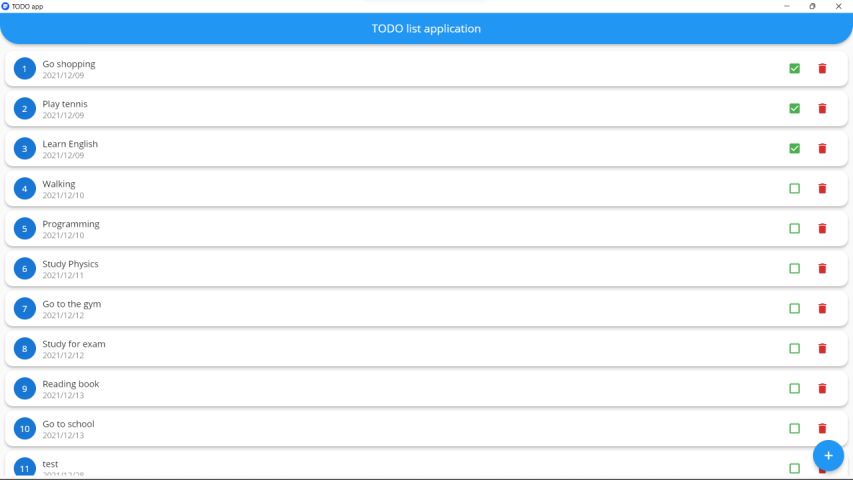 TODO app
TODO list application
1
Go shopping
2021/12/09
2
Play tennis
2021/12/09
3
Learn English
2021/12/09
4
Walking
2021/12/10
5
Programming
2021/12/10
6
Study Physics
2021/12/11
7
Go to the gym
2021/12/12
8
Study for exam
2021/12/12
9
Reading book
2021/12/13
10
Go to school
2021/12/13
11
test